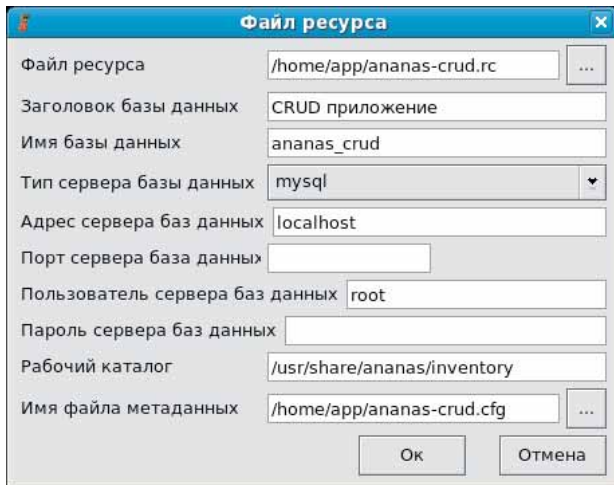 Файл ресурса
Файл ресурса /home/app/ananas-crud.rc ...
Заголовок базы данных CRUD приложение
Имя базы данных ananas_crud
Тип сервера базы данных mysql
Адрес сервера баз данных localhost
Порт сервера база данных
Пользователь сервера баз данных root
Пароль сервера баз данных
Рабочий каталог /usr/share/ananas/inventory
Имя файла метаданных /home/app/ananas-crud.cfg ...
Ок Отмена